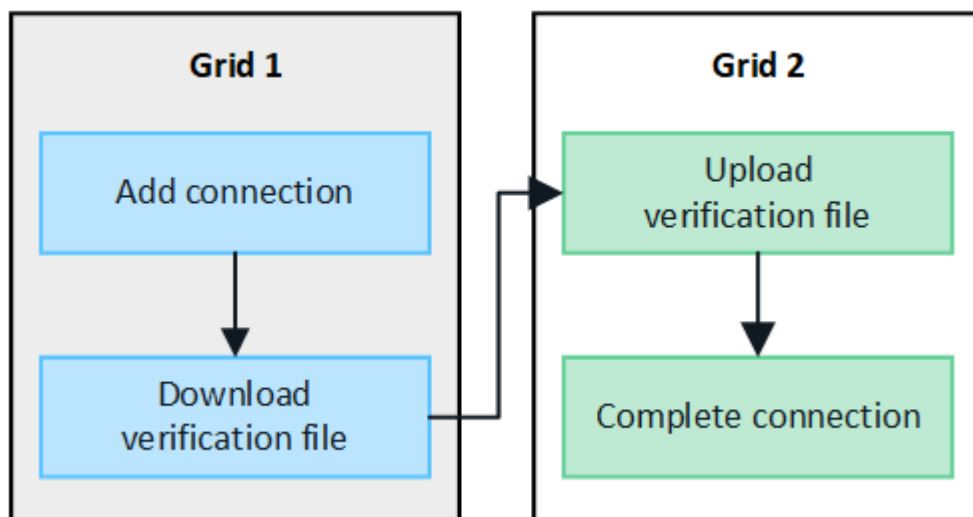 Grid 1
Add connection
Download
verification file
Grid 2
Upload
verification file
Complete connection